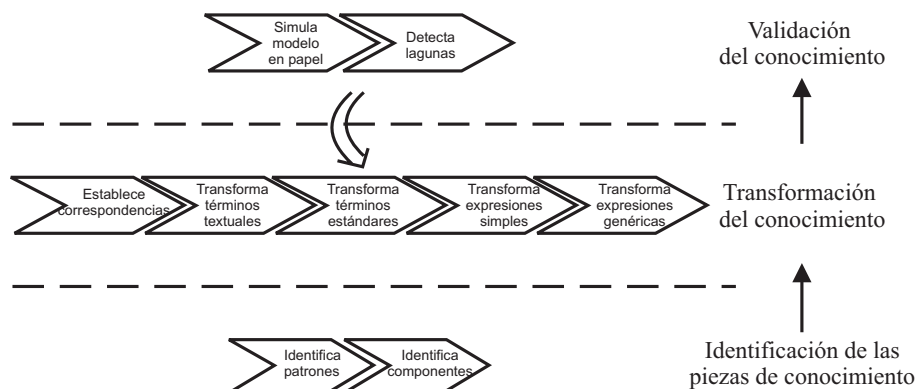 Simula
modelo
en papel
Detecta
lagunas
Validación
del conocimiento
Establece
correspondencias
Transforma
términos
textuales
Transforma
términos
estándares
Transforma
expresiones
simples
Transforma
expresiones
genéricas
Transformación
del conocimiento
Identifica
patrones
Identifica
componentes
Identificación de las
piezas de conocimiento